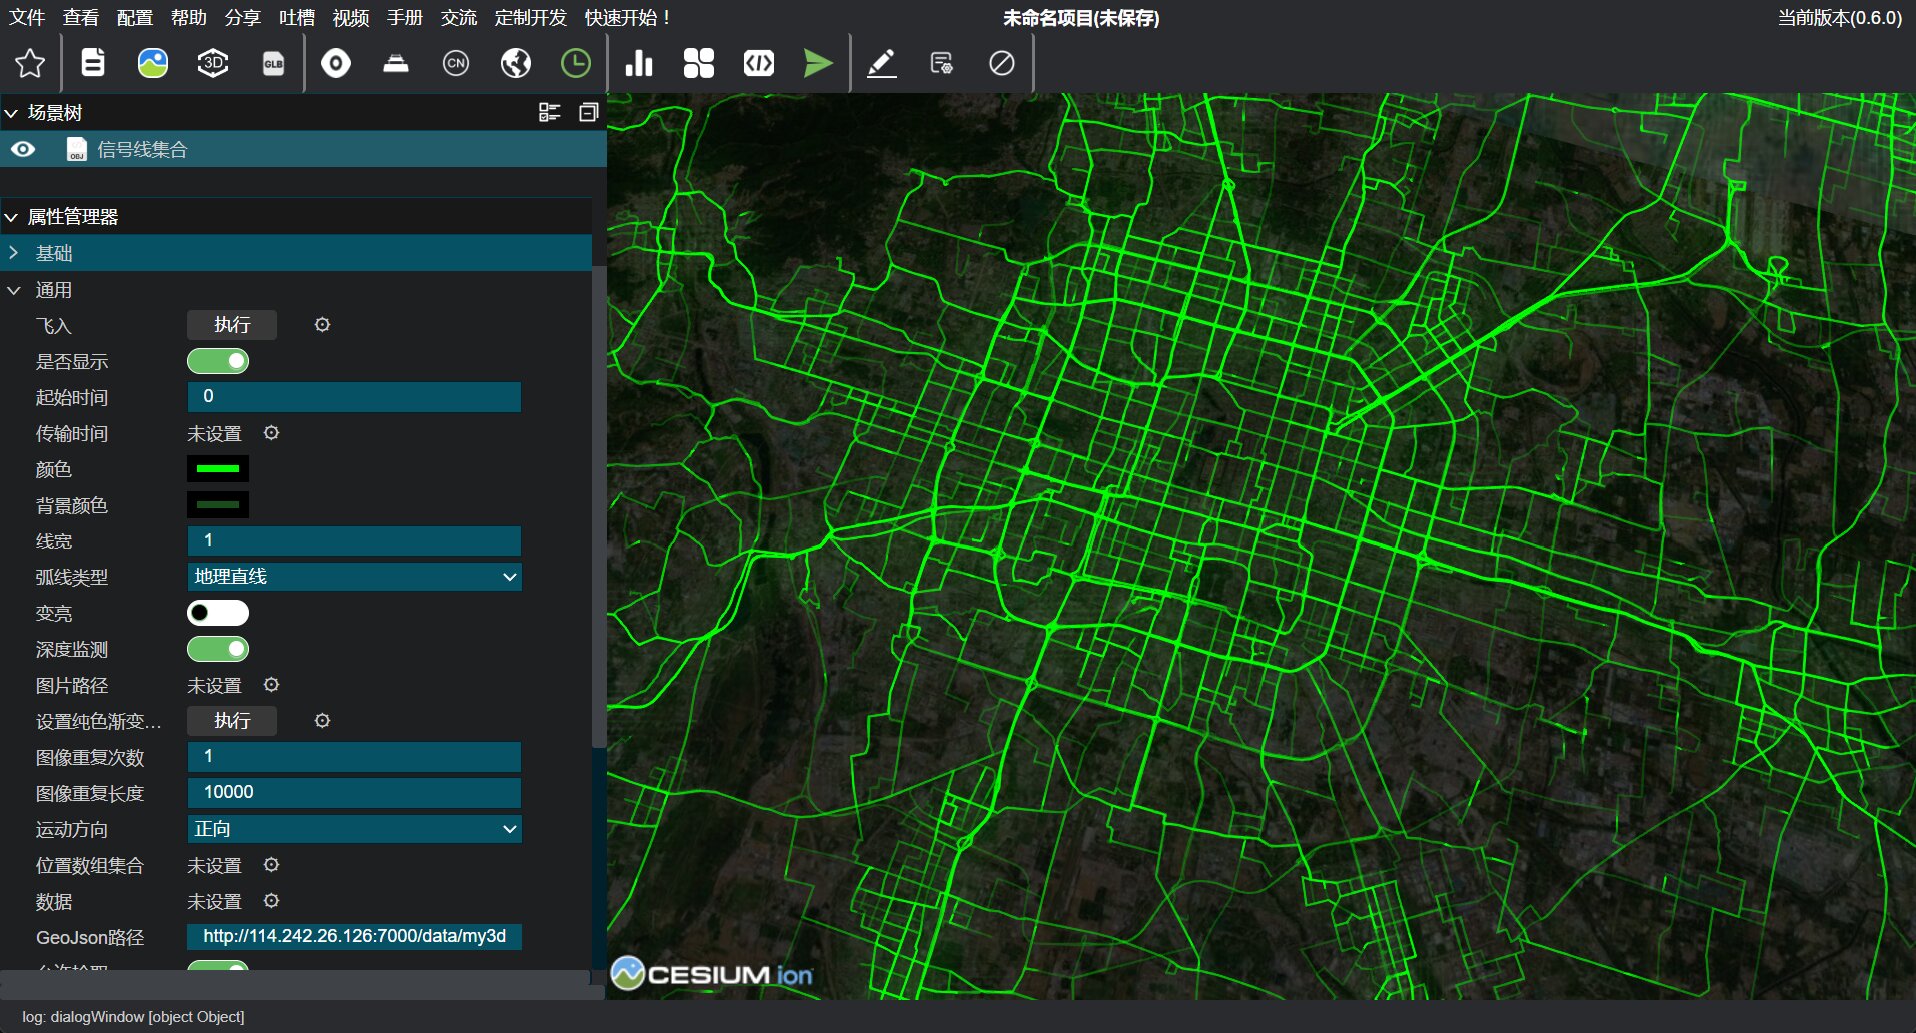 文件 查看 配置 帮助 分享 吐槽 视频 手册 交流 定制开发 快速开始！ 未命名项目(未保存) 当前版本(0.6.0)
3D GLB CN
场景树
OBJ 信号线集合
属性管理器
基础
通用
飞入 执行
是否显示
起始时间 0
传输时间 未设置
颜色
背景颜色
线宽 1
弧线类型 地理直线
变亮
深度监测
图片路径 未设置
设置纯色渐变... 执行
图像重复次数 1
图像重复长度 10000
运动方向 正向
位置数组集合 未设置
数据 未设置
GeoJson路径 http://114.242.26.126:7000/data/my3d
CESIUM ion
log: dialogWindow [object Object]